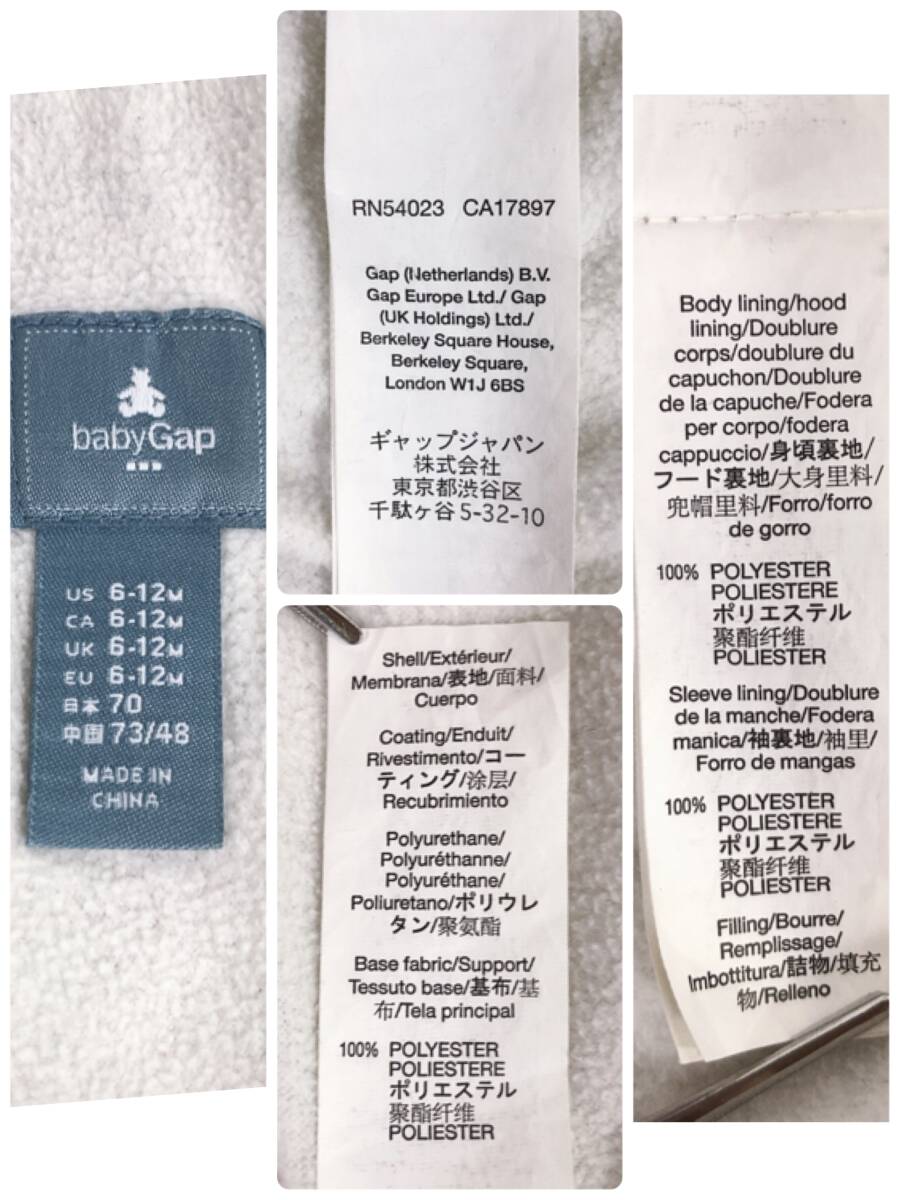 babyGap
US 6-12M
CA 6-12M
UK 6-12M
EU 6-12M
日本 70
中国 73/48
MADE IN
CHINA
RN54023 CA17897
Gap (Netherlands) B.V.
Gap Europe Ltd./ Gap
(UK Holdings) Ltd./
Berkeley Square House,
Berkeley Square,
London W1J 6BS
ギャップジャパン
株式会社
東京都渋谷区
千駄ヶ谷 5-32-10
Shell/Extérieur/
Membrana/表地/面料/
Cuerpo
Coating/Enduit/
Rivestimento/コー
ティング/涂层/
Recubrimiento
Polyurethane/
Polyuréthanne/
Polyuréthane/
Poliuretano/ポリウレ
タン/聚氨酯
Base fabric/Support/
Tessuto base/基布/基
布/Tela principal
100% POLYESTER
POLIESTERE
ポリエステル
聚酯纤维
POLIESTER
Body lining/hood
lining/Doublure
corps/doublure du
capuchon/Doublure
de la capuche/Fodera
per corpo/fodera
cappuccio/身頃裏地/
フード裏地/大身里料/
兜帽里料/Forro/forro
de gorro
100% POLYESTER
POLIESTERE
ポリエステル
聚酯纤维
POLIESTER
Sleeve lining/Doublure
de la manche/Fodera
manica/袖裏地/袖里/
Forro de mangas
100% POLYESTER
POLIESTERE
ポリエステル
聚酯纤维
POLIESTER
Filling/Bourre/
Remplissage/
Imbottitura/詰物/填充
物/Relleno